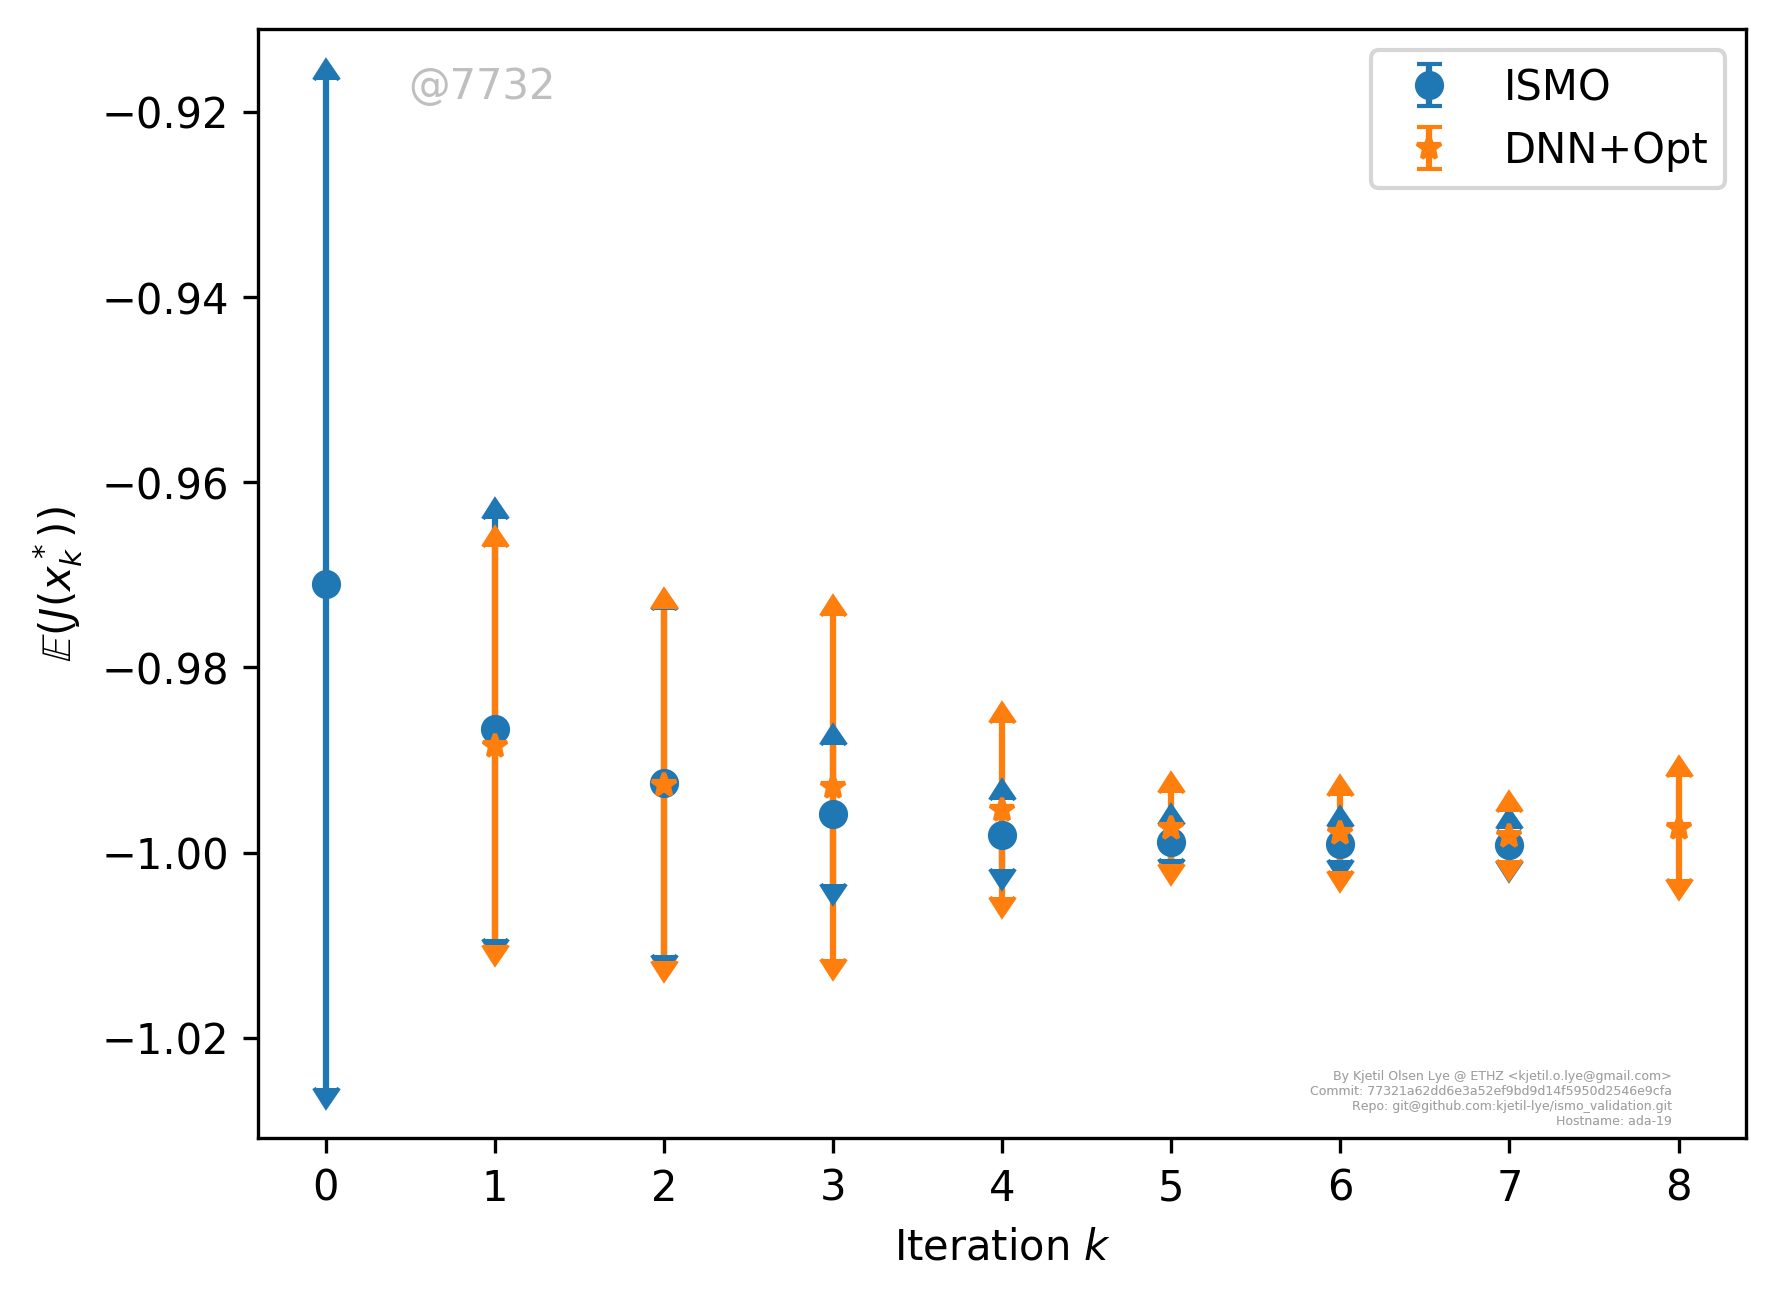 @7732
ISMO
DNN+Opt
−0.92
−0.94
−0.96
−0.98
−1.00
−1.02
𝔼(J(x*k))
By Kjetil Olsen Lye @ ETHZ <kjetil.o.lye@gmail.com>
Commit: 77321a62dd6e3a52ef9bd9d14f5950d2546e9cfa
Repo: git@github.com:kjetil-lye/ismo_validation.git
Hostname: ada-19
0 1 2 3 4 5 6 7 8
Iteration k